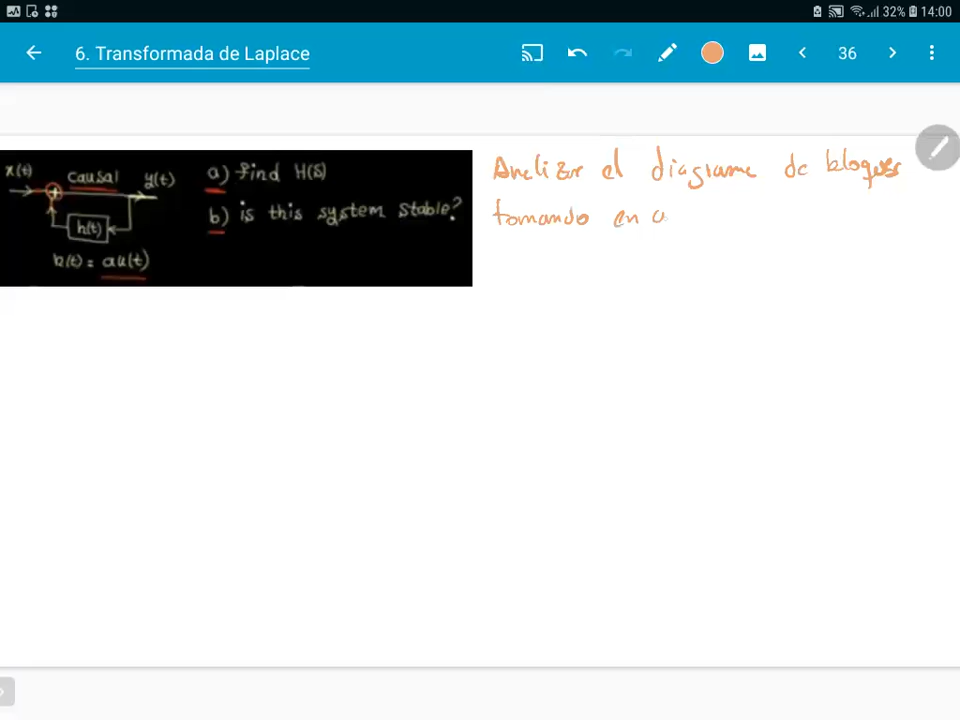 32% 14:00
6. Transformada de Laplace
36
x(t) causal y(t)
+
h(t)
h(t) = au(t)
a) find H(s)
b) is this system stable?
Analizar el diagrama de bloques
tomando en c